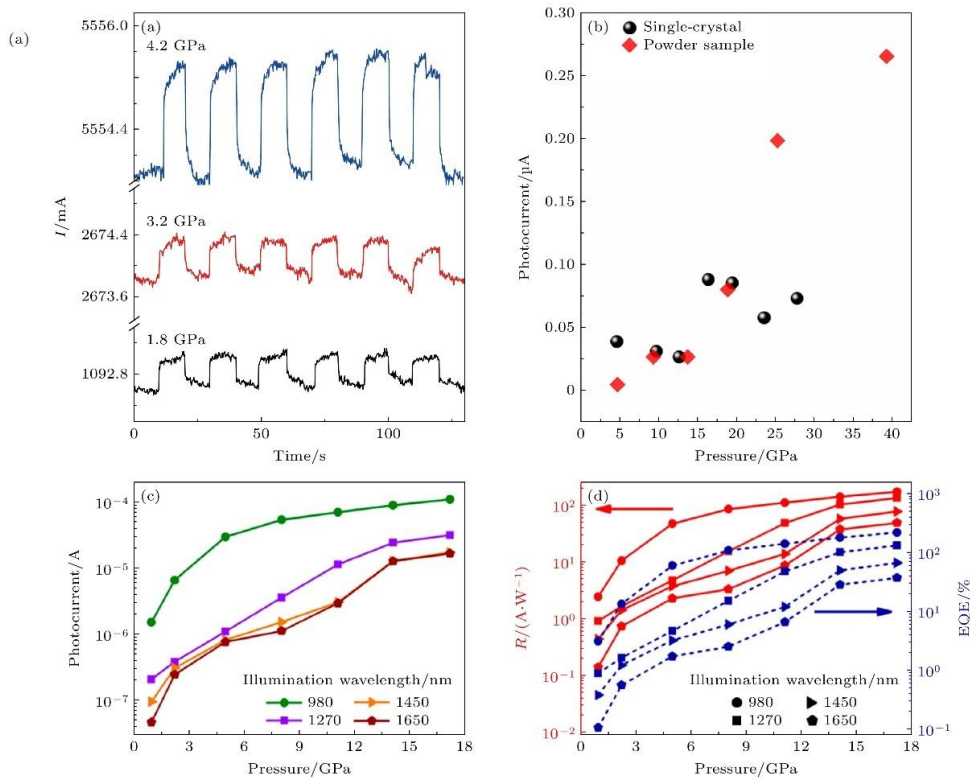 (a)
(a)
4.2 GPa
3.2 GPa
1.8 GPa
5556.0
5554.4
2674.4
2673.6
1092.8
I/mA
0 50 100
Time/s
(b)
Single-crystal
Powder sample
0.30
0.25
0.20
0.15
0.10
0.05
0
Photocurrent/μA
0 5 10 15 20 25 30 35 40
Pressure/GPa
(c)
10⁻⁴
10⁻⁵
10⁻⁶
10⁻⁷
Photocurrent/A
Illumination wavelength/nm
980 1450
1270 1650
0 3 6 9 12 15 18
Pressure/GPa
(d)
10²
10¹
10⁰
10⁻¹
10⁻²
R/(A·W⁻¹)
10³
10²
10¹
10⁰
10⁻¹
EQE/%
Illumination wavelength/nm
980 1450
1270 1650
0 3 6 9 12 15 18
Pressure/GPa